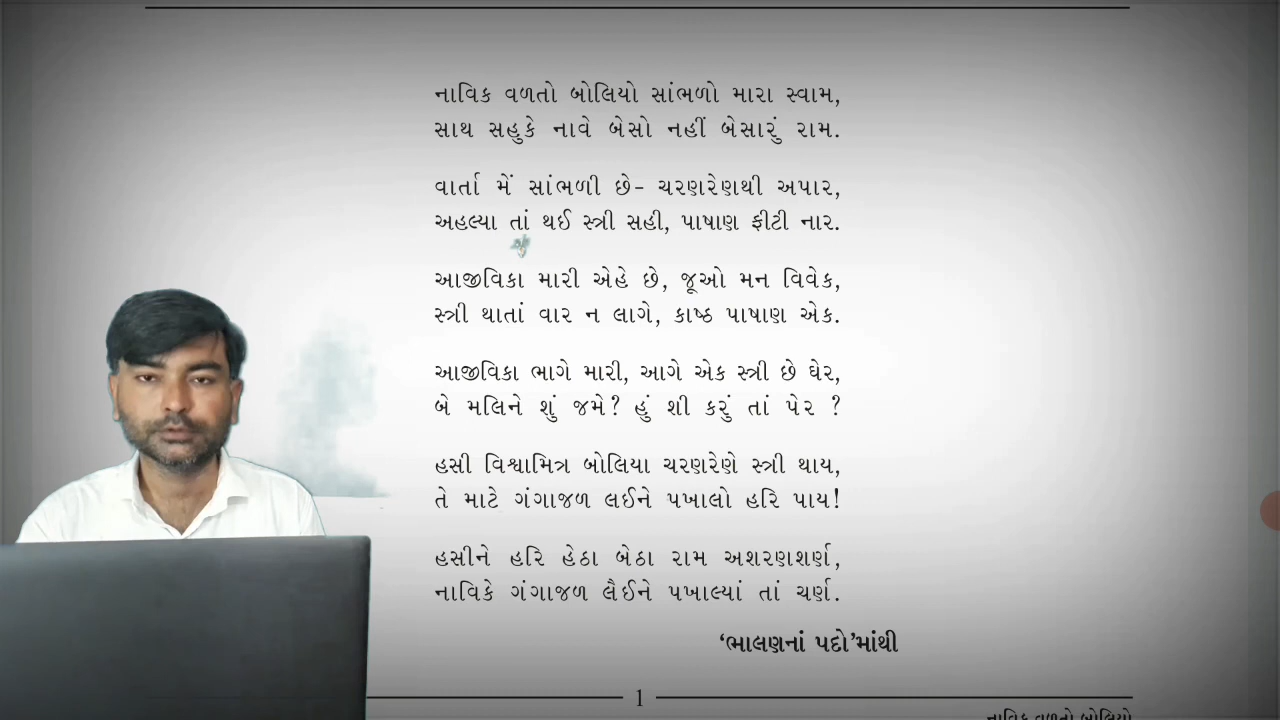 નાવિક વળતો બોલિયો સાંભળો મારા સ્વામ,
સાથ સહુકે નાવે બેસો નહીં બેસારું રામ.
વાર્તા મેં સાંભળી છે- ચરણરેણથી અપાર,
અહલ્યા તાં થઈ સ્ત્રી સહી, પાષાણ ફીટી નાર.
આજીવિકા મારી એહે છે, જૂઓ મન વિવેક,
સ્ત્રી થાતાં વાર ન લાગે, કાષ્ઠ પાષાણ એક.
આજીવિકા ભાગે મારી, આગે એક સ્ત્રી છે ઘેર,
બે મલિને શું જમે? હું શી કરું તાં પેર ?
હસી વિશ્વામિત્ર બોલિયા ચરણરેણે સ્ત્રી થાય,
તે માટે ગંગાજળ લઈને પખાલો હરિ પાય!
હસીને હરિ હેઠા બેઠા રામ અશરણશર્ણ,
નાવિકે ગંગાજળ લૈઈને પખાલ્યાં તાં ચર્ણ.
‘ભાલણનાં પદો’માંથી
1
નાવિક વળતો બોલિયો